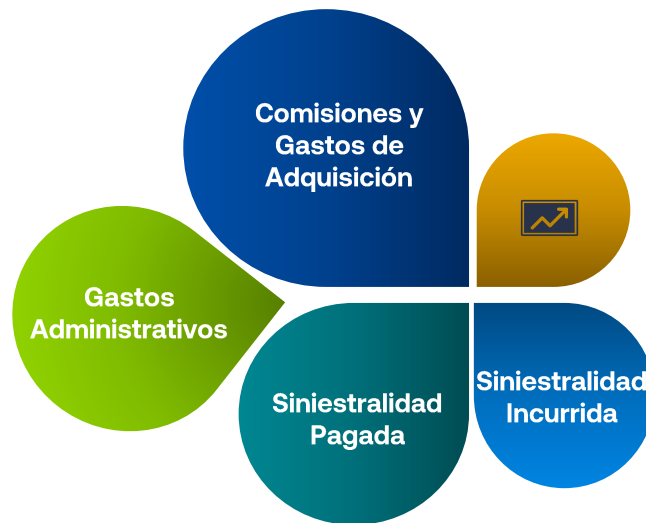 Comisiones y
Gastos de
Adquisición
Gastos
Administrativos
Siniestralidad
Pagada
Siniestralidad
Incurrida